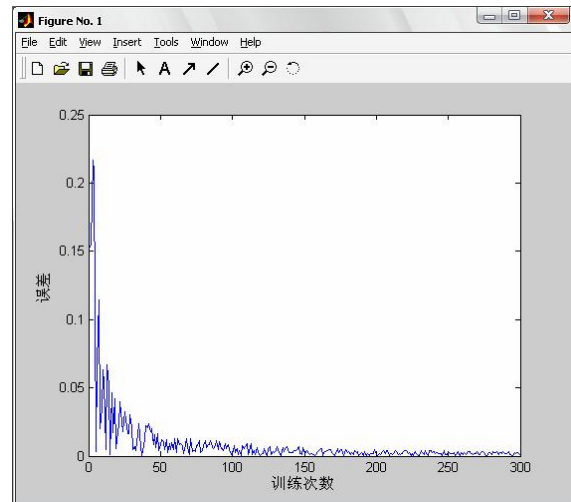 Figure No. 1
File Edit View Insert Tools Window Help
A
0.25
0.2
0.15
0.1
0.05
0
误差
0 50 100 150 200 250 300
训练次数